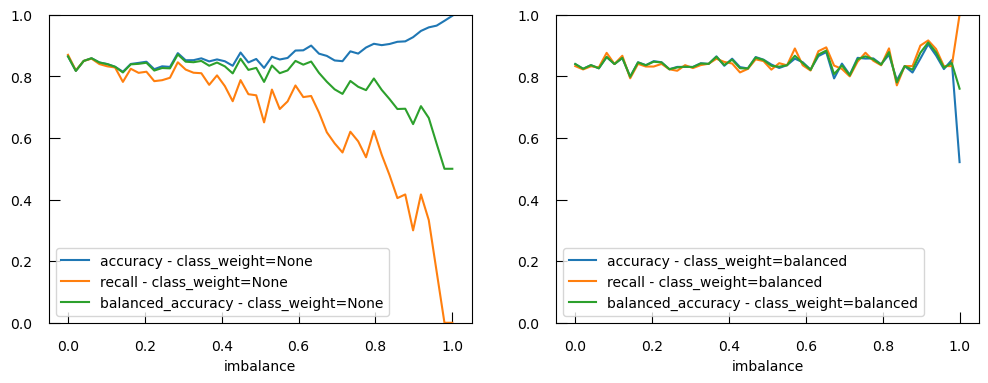 1.0
0.8
0.6
0.4
0.2
0.0
accuracy - class_weight=None
recall - class_weight=None
balanced_accuracy - class_weight=None
0.0 0.2 0.4 0.6 0.8 1.0
imbalance
1.0
0.8
0.6
0.4
0.2
0.0
accuracy - class_weight=balanced
recall - class_weight=balanced
balanced_accuracy - class_weight=balanced
0.0 0.2 0.4 0.6 0.8 1.0
imbalance